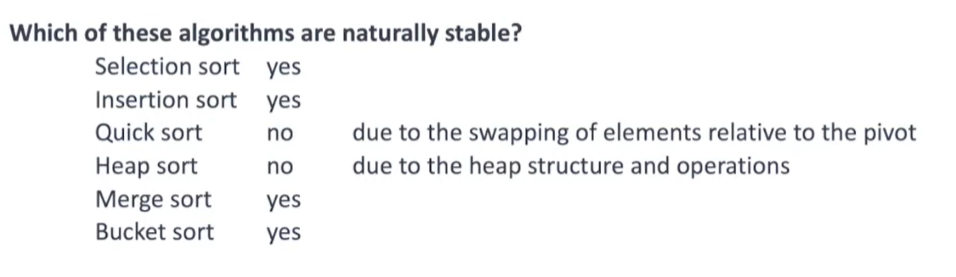 Which of these algorithms are naturally stable?
Selection sort yes
Insertion sort yes
Quick sort no due to the swapping of elements relative to the pivot
Heap sort no due to the heap structure and operations
Merge sort yes
Bucket sort yes